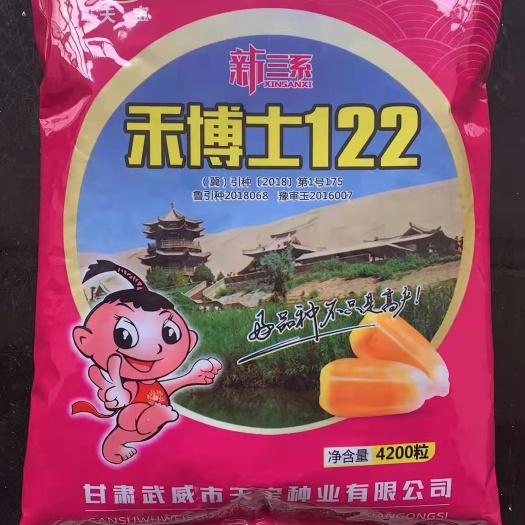 天宝
新三系
XINSANXI
禾博士122
(冀)引种〔2018〕第1号175
鲁引种2018068 豫审玉2016007
好品种不只是高产!
净含量 4200粒
甘肃武威市天宝种业有限公司